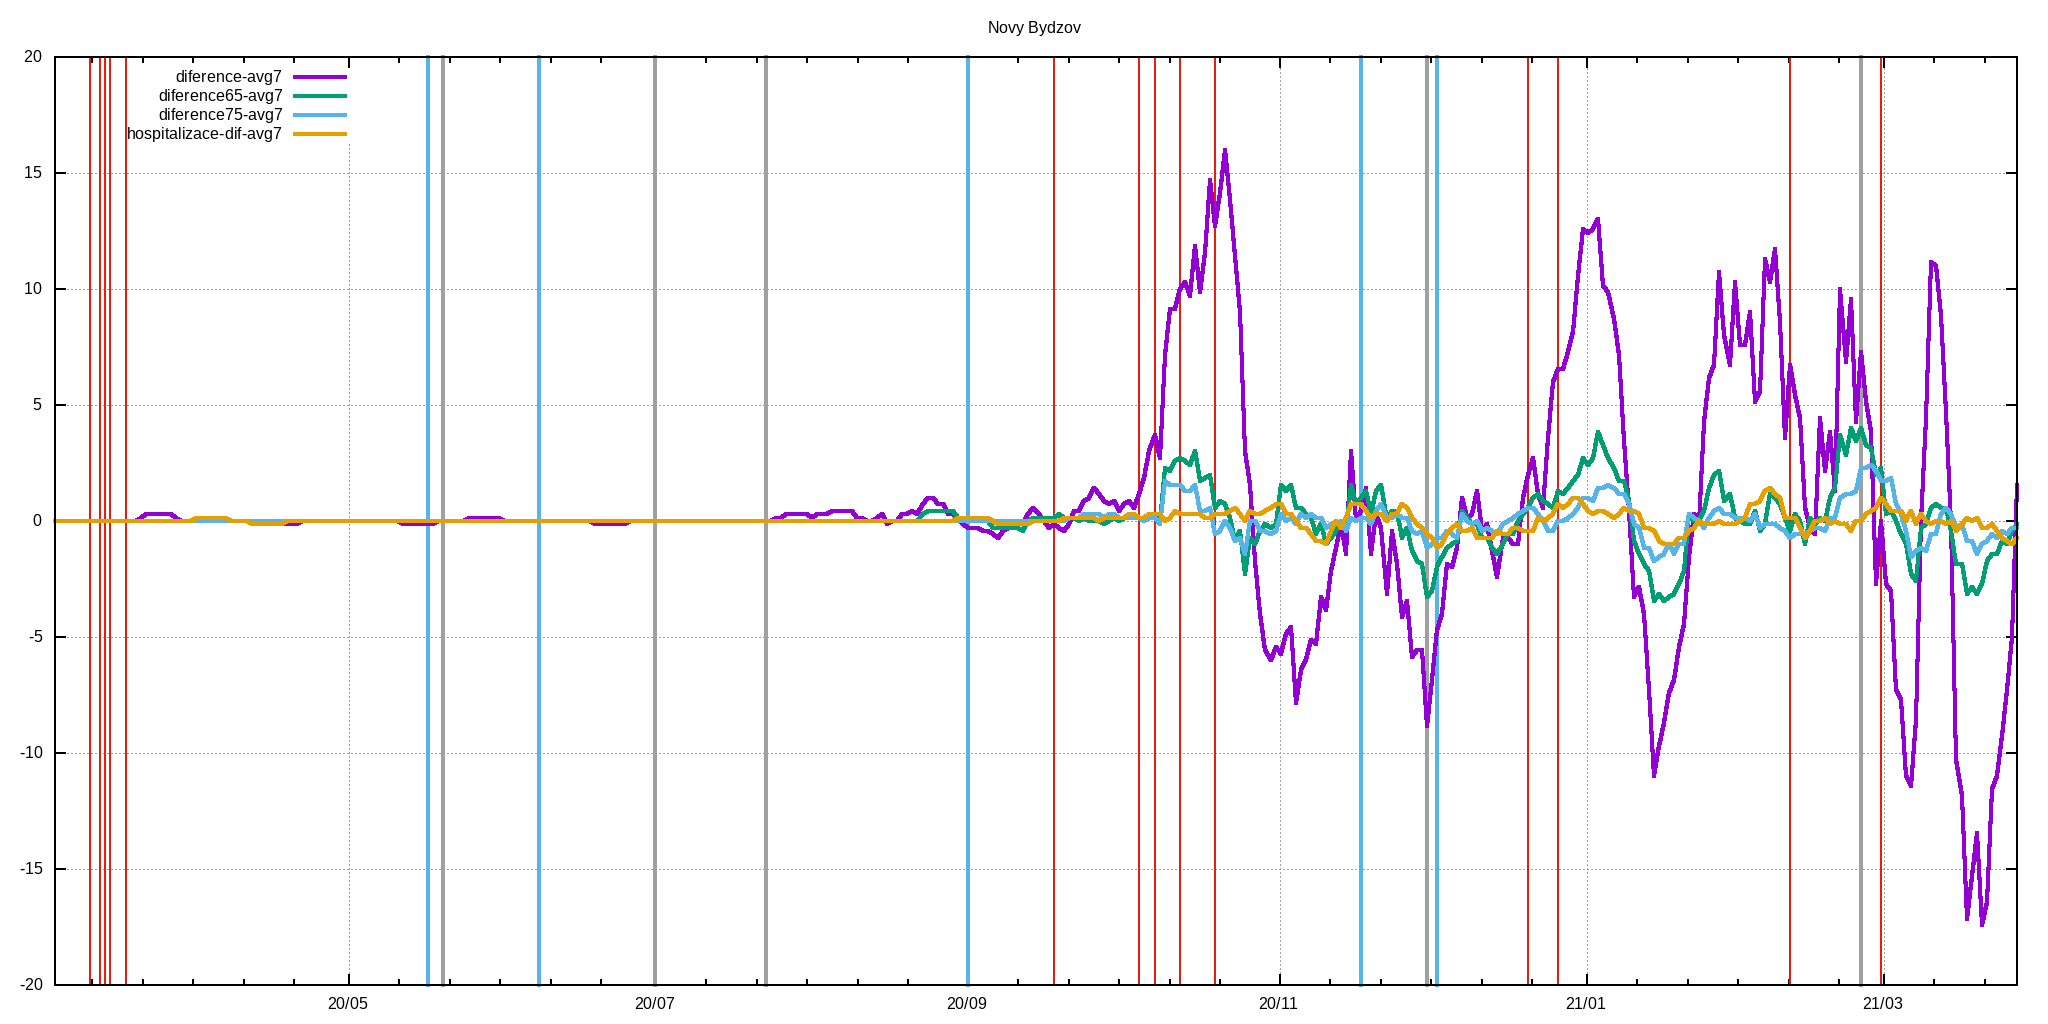 Novy Bydzov
20
diference-avg7
diference65-avg7
diference75-avg7
hospitalizace-dif-avg7
15
10
5
0
-5
-10
-15
-20
20/05 20/07 20/09 20/11 21/01 21/03